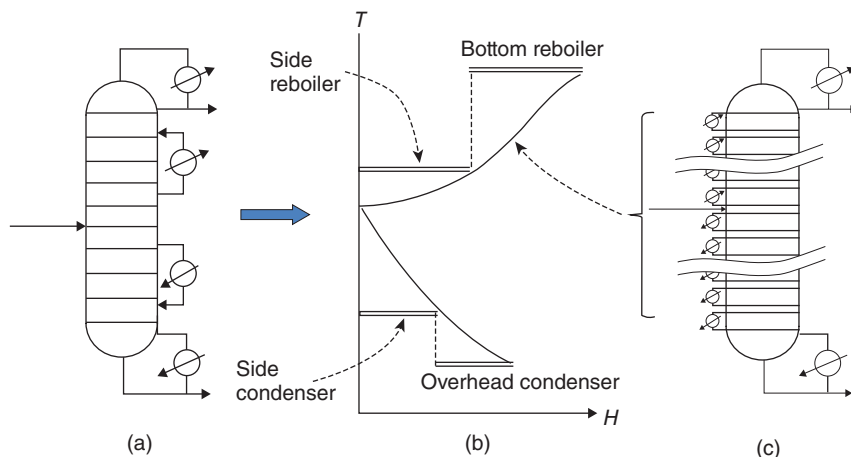 T
Bottom reboiler
Side
reboiler
Side
condenser
Overhead condenser
H
(a)
(b)
(c)